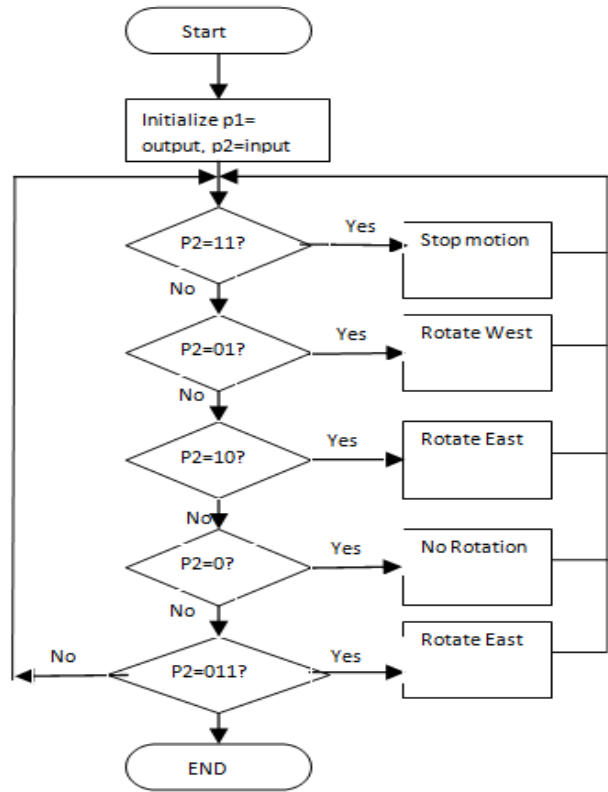 Start
Initialize p1=
output, p2=input
P2=11?
Yes
Stop motion
No
P2=01?
Yes
Rotate West
No
P2=10?
Yes
Rotate East
No
P2=0?
Yes
No Rotation
No
P2=011?
Yes
Rotate East
No
END